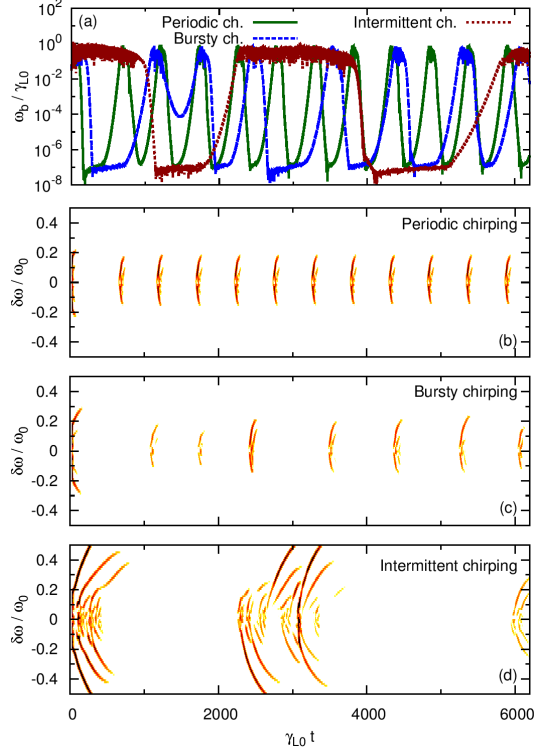 (a) Periodic ch. Intermittent ch.
Bursty ch.
ω_b / γ_L0
10^0
10^-2
10^-4
10^-6
10^-8
Periodic chirping
δω / ω_0
0.4
0.2
0
-0.2
-0.4
(b)
Bursty chirping
δω / ω_0
0.4
0.2
0
-0.2
-0.4
(c)
Intermittent chirping
δω / ω_0
0.4
0.2
0
-0.2
-0.4
(d)
0 2000 4000 6000
γ_L0 t